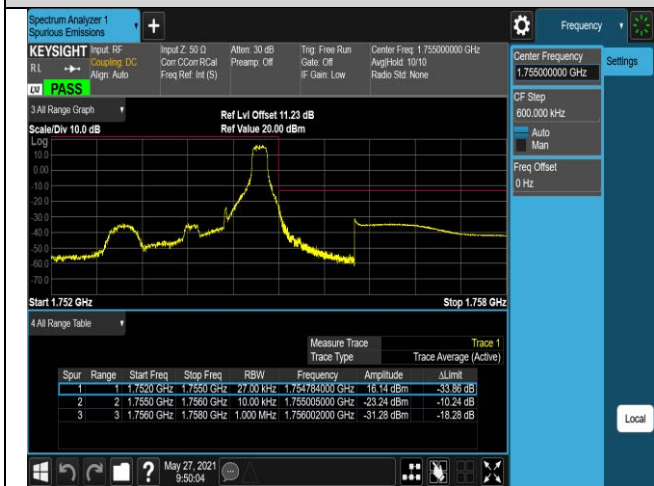 Spectrum Analyzer 1
Spurious Emissions
+
Frequency
KEYSIGHT Input: RF Input Z: 50 Ω Atten: 30 dB Trig: Free Run Center Freq: 1.755000000 GHz
RL Coupling: DC Corr CCorr RCal Preamp: Off Gate: Off Avg|Hold: 10/10
Align: Auto Freq Ref: Int (S) IF Gain: Low Radio Std: None
LXI PASS
Center Frequency
1.755000000 GHz
Settings
CF Step
600.000 kHz
Auto
Man
Freq Offset
0 Hz
3 All Range Graph
Ref Lvl Offset 11.23 dB
Scale/Div 10.0 dB Ref Value 20.00 dBm
Log
10.0
0.00
-10.0
-20.0
-30.0
-40.0
-50.0
-60.0
-70.0
Start 1.752 GHz Stop 1.758 GHz
4 All Range Table
Measure Trace Trace 1
Trace Type Trace Average (Active)
Spur Range Start Freq Stop Freq RBW Frequency Amplitude ΔLimit
1 1 1.7520 GHz 1.7550 GHz 27.00 kHz 1.754784000 GHz 16.14 dBm -33.86 dB
2 2 1.7550 GHz 1.7560 GHz 10.00 kHz 1.755005000 GHz -23.24 dBm -10.24 dB
3 3 1.7560 GHz 1.7580 GHz 1.000 MHz 1.756002000 GHz -31.28 dBm -18.28 dB
Local
?
May 27, 2021
9:50:04